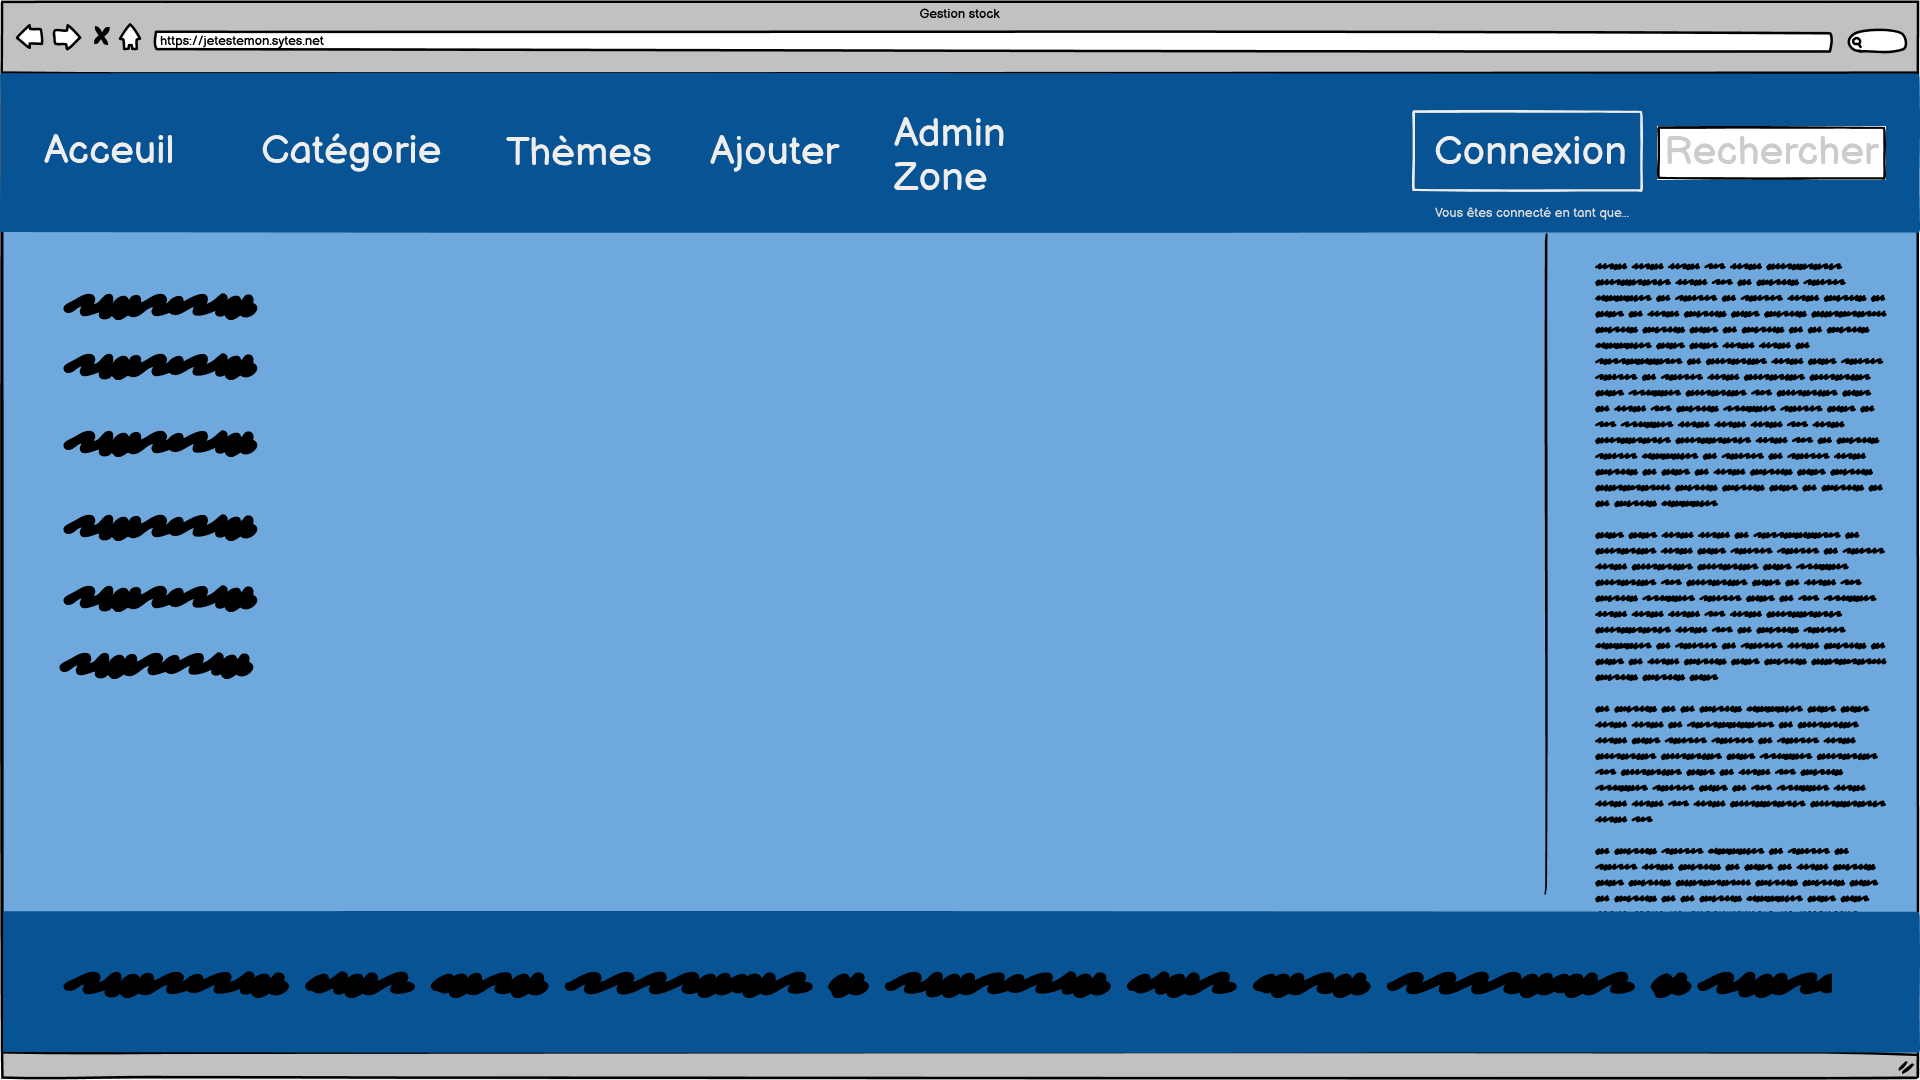 Gestion stock
https://jetestemon.sytes.net
Acceuil
Catégorie
Thèmes
Ajouter
Admin
Zone
Connexion
Rechercher
Vous êtes connecté en tant que...